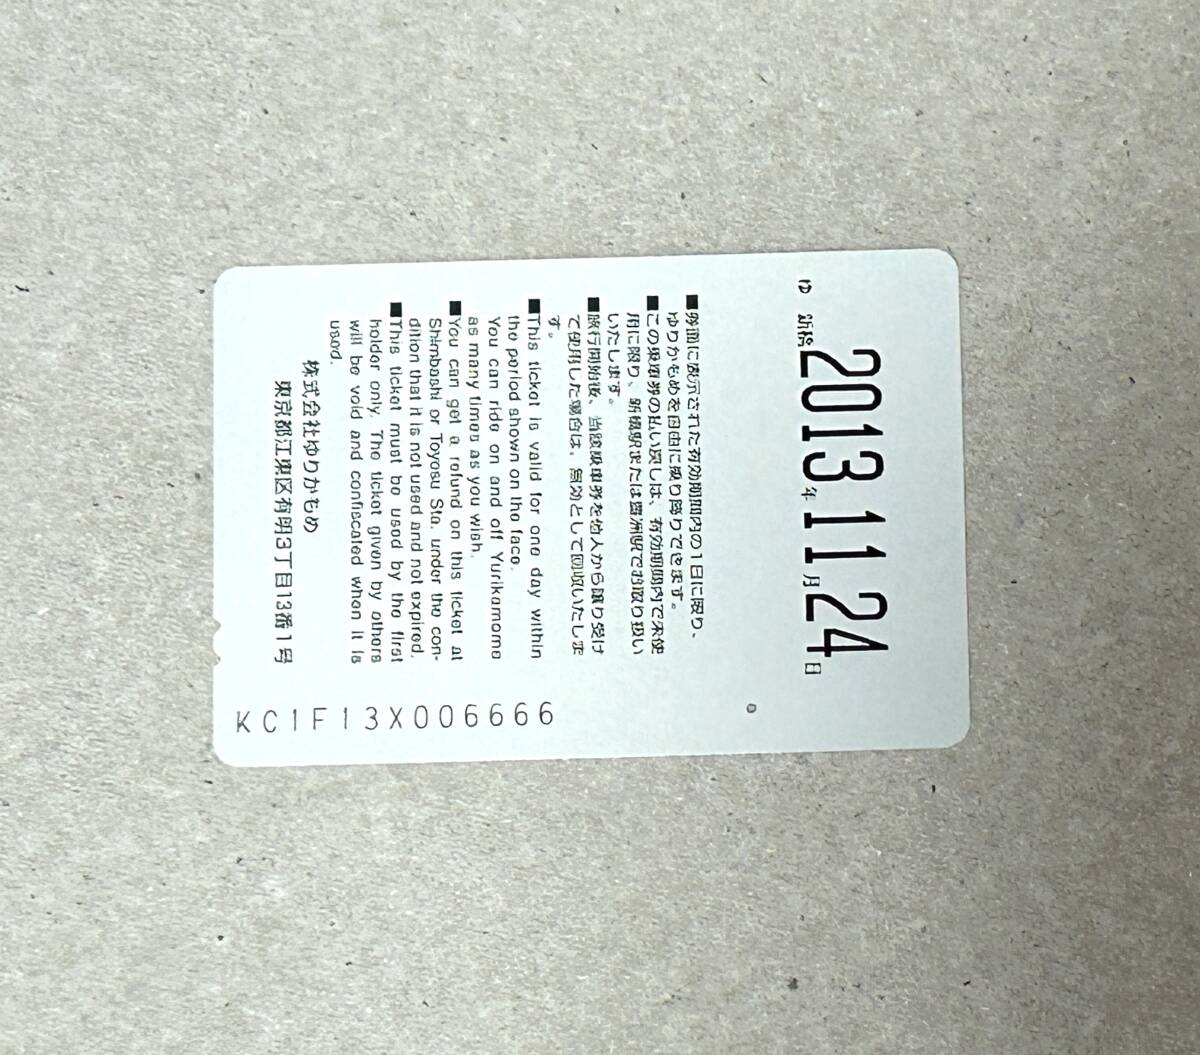 ゆ 新橋
2013年11月24日
■券面に表示された有効期間内の1日に限り、
ゆりかもめを自由に乗り降りできます。
■この乗車券の払い戻しは、有効期間内で未使
用に限り、新橋駅または豊洲駅でお取り扱い
いたします。
■旅行開始後、当該乗車券を他人から譲り受け
て使用した場合は、無効として回収いたしま
す。
■This ticket is valid for one day within
the period shown on the face.
You can ride on and off Yurikamome
as many times as you wish.
■You can get a refund on this ticket at
Shimbashi or Toyosu Sta. under the con-
dition that it is not used and not expired.
■This ticket must be used by the first
holder only. The ticket given by others
will be void and confiscated when it is
used.
株式会社ゆりかもめ
東京都江東区有明3丁目13番1号
KC1F13X006666